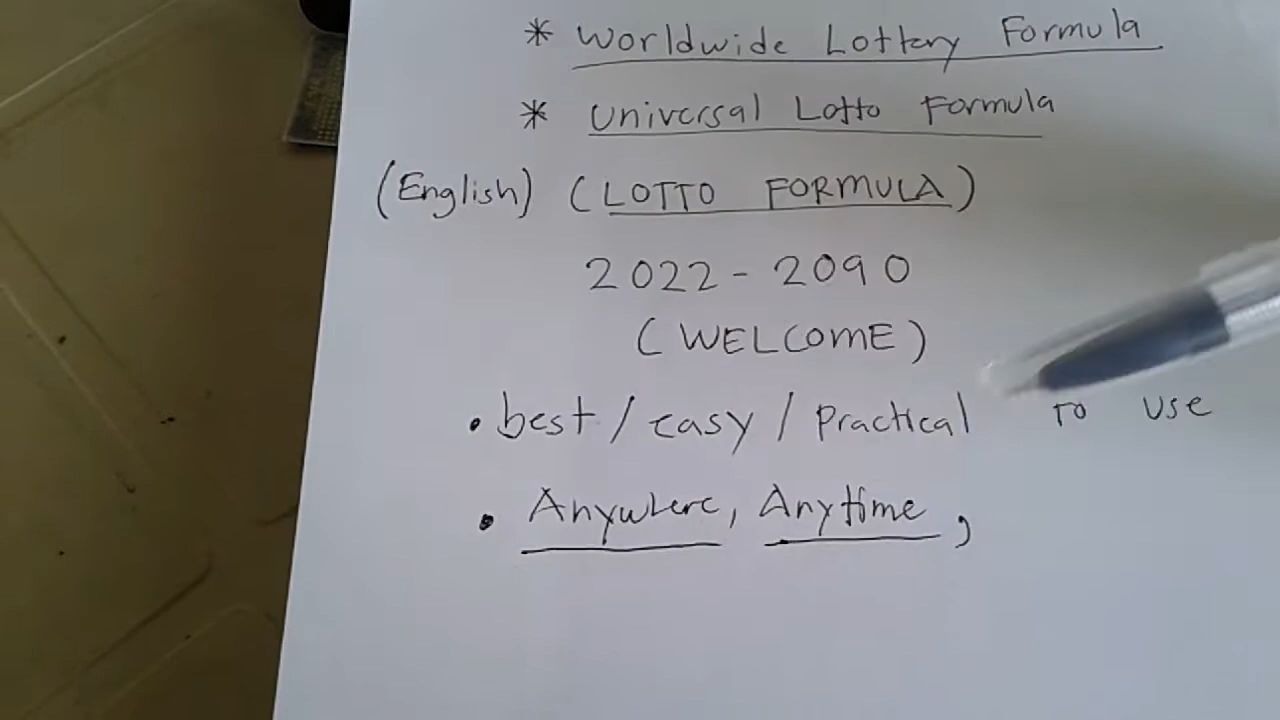 * Worldwide Lottery Formula
* Universal Lotto Formula
(English) (LOTTO FORMULA)
2022 - 2090
(WELCOME)
• best / easy / Practical to use
• Anywhere, Anytime,